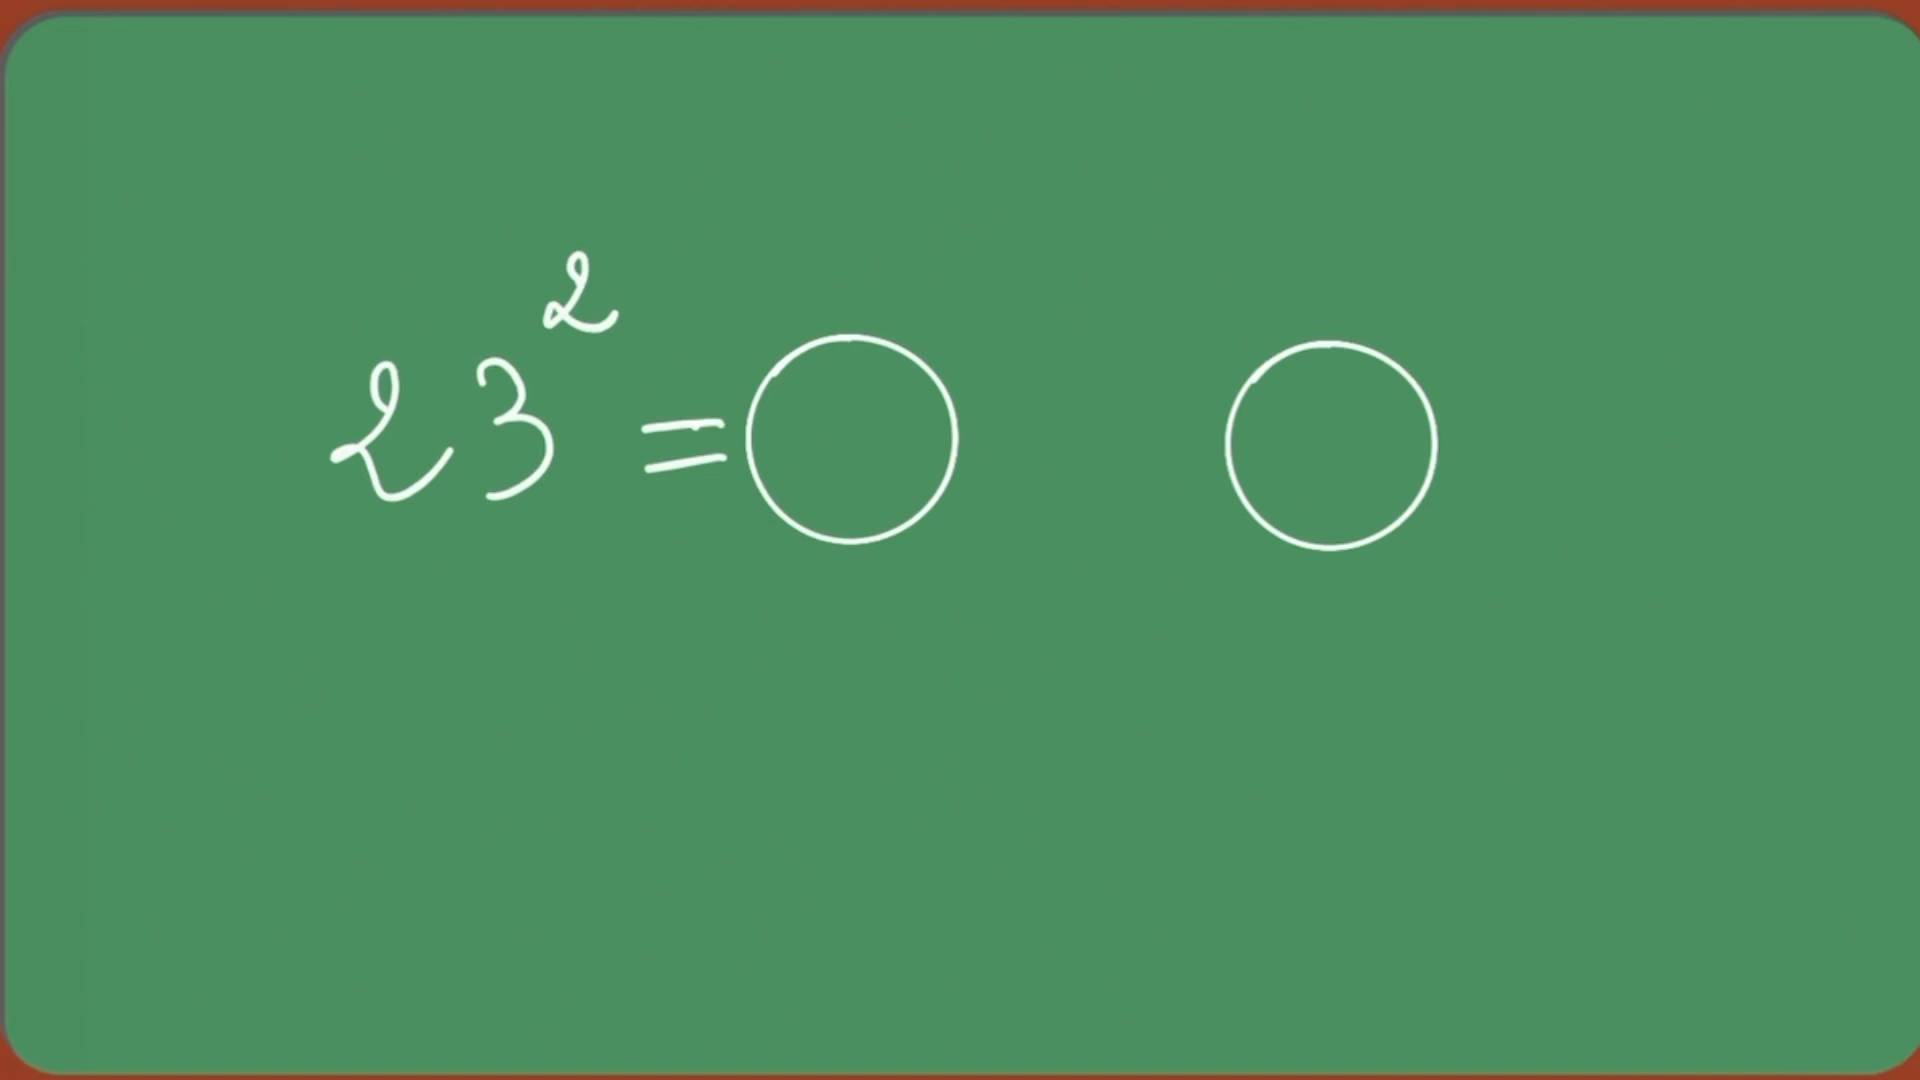 23² = ◯ ◯